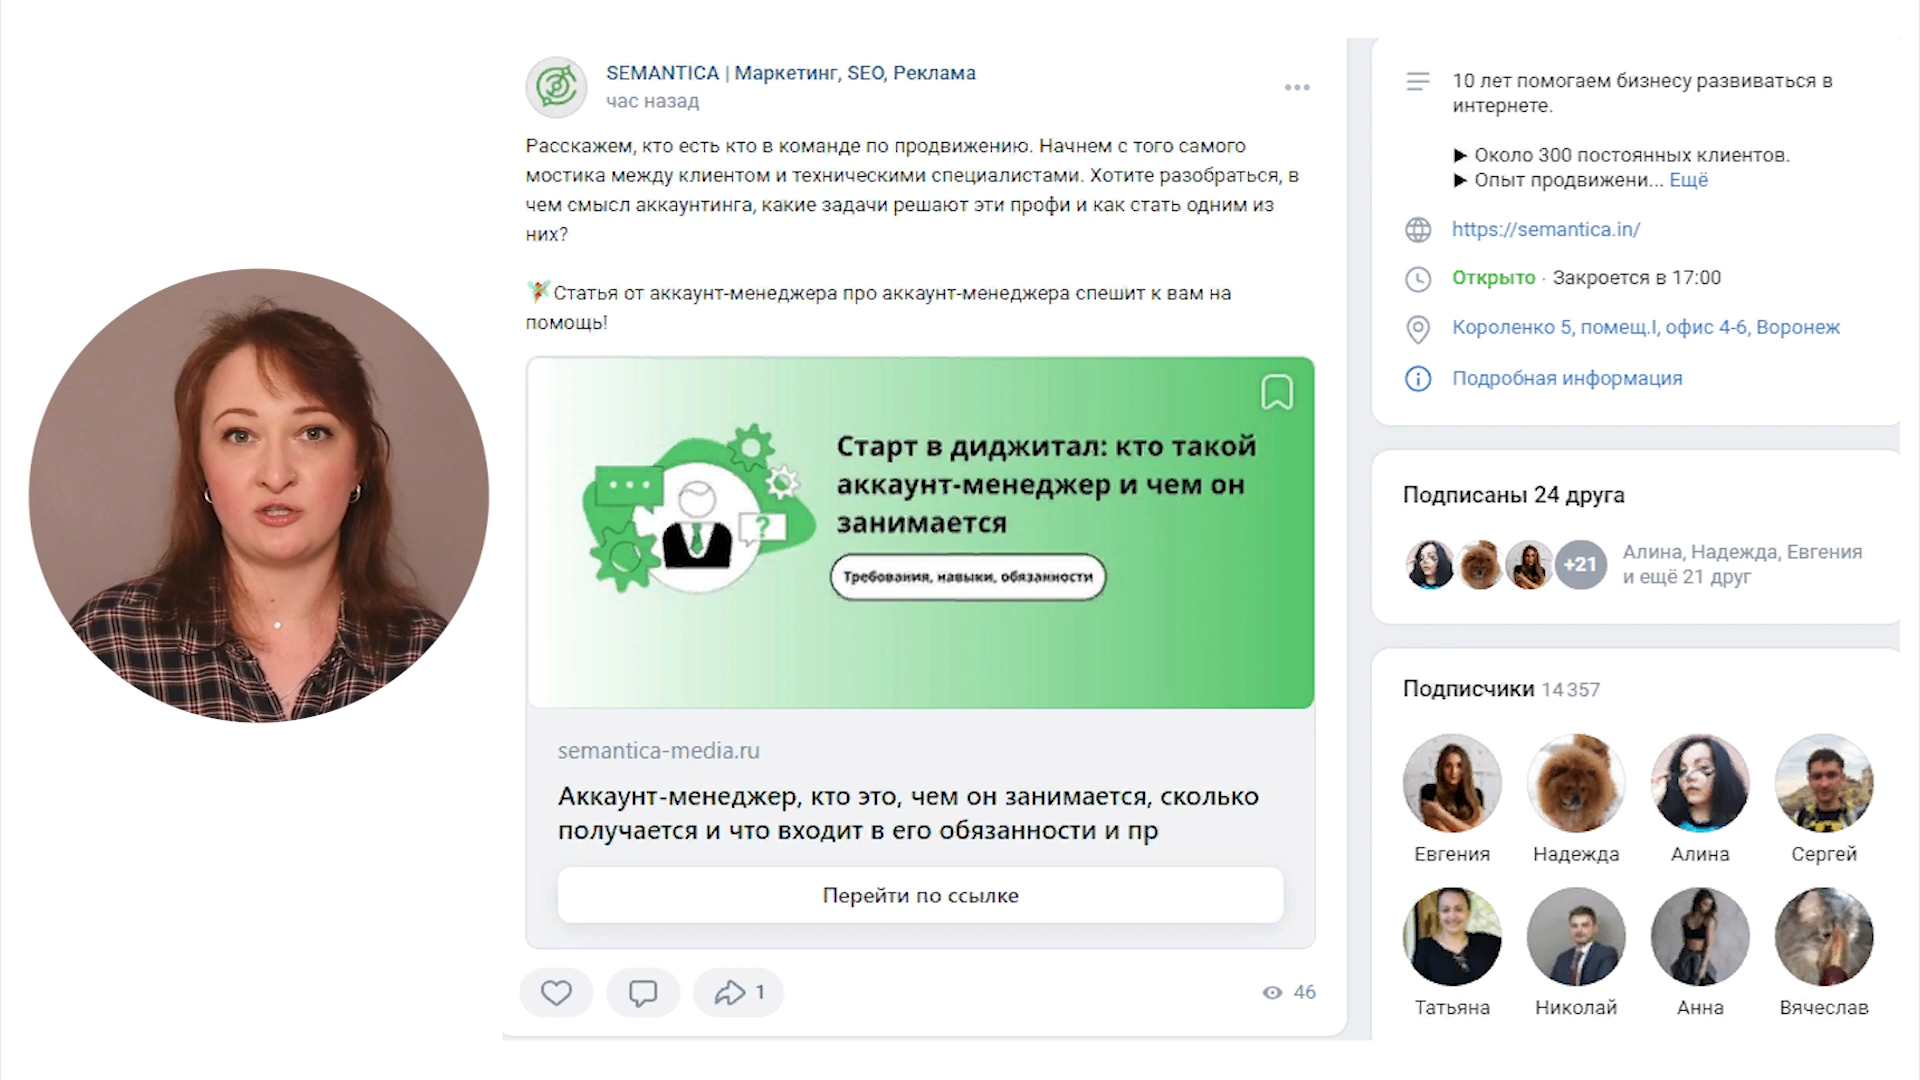 SEMANTICA | Маркетинг, SEO, Реклама
час назад
Расскажем, кто есть кто в команде по продвижению. Начнем с того самого
мостика между клиентом и техническими специалистами. Хотите разобраться, в
чем смысл аккаунтинга, какие задачи решают эти профи и как стать одним из
них?
Статья от аккаунт-менеджера про аккаунт-менеджера спешит к вам на
помощь!
Старт в диджитал: кто такой
аккаунт-менеджер и чем он
занимается
?
Требования, навыки, обязанности
semantica-media.ru
Аккаунт-менеджер, кто это, чем он занимается, сколько
получается и что входит в его обязанности и пр
Перейти по ссылке
1
46
10 лет помогаем бизнесу развиваться в
интернете.
▶ Около 300 постоянных клиентов.
▶ Опыт продвижени... Ещё
https://semantica.in/
Открыто · Закроется в 17:00
Короленко 5, помещ.I, офис 4-6, Воронеж
Подробная информация
Подписаны 24 друга
+21
Алина, Надежда, Евгения
и ещё 21 друг
Подписчики 14 357
Евгения
Надежда
Алина
Сергей
Татьяна
Николай
Анна
Вячеслав